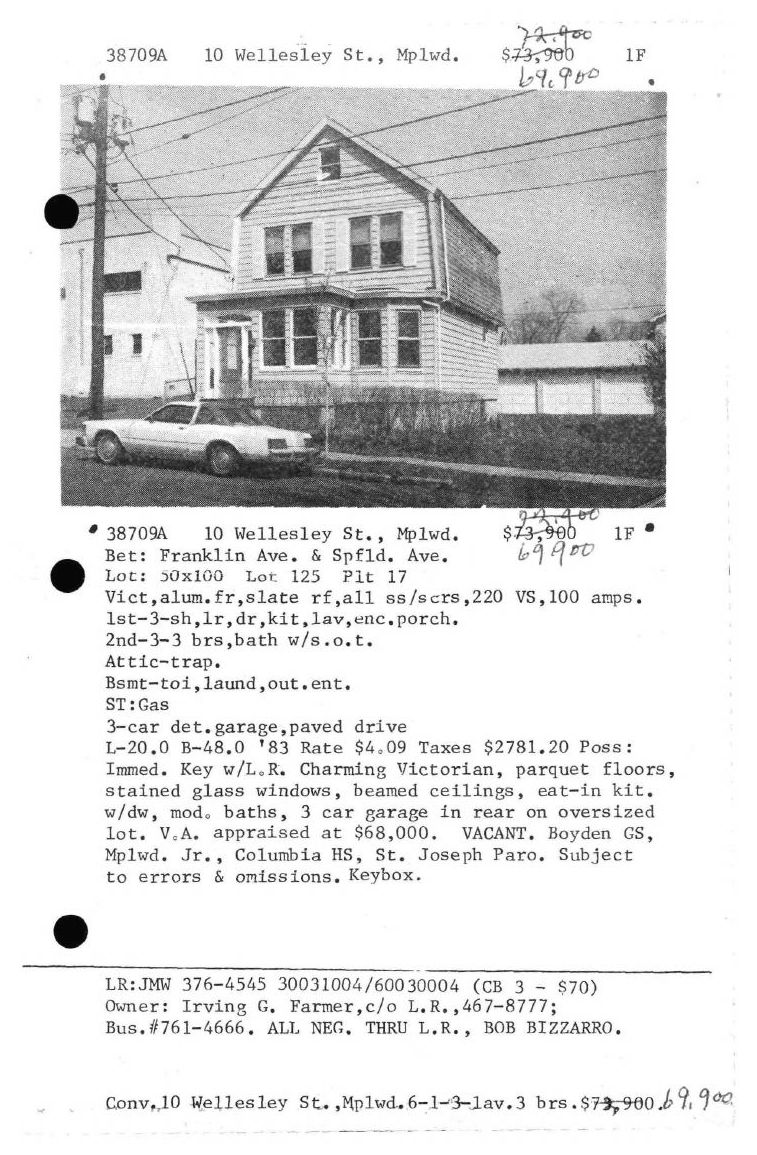 72,900
38709A 10 Wellesley St., Mplwd. $73,900 1F
69,900
72,900
38709A 10 Wellesley St., Mplwd. $73,900 1F
69900
Bet: Franklin Ave. & Spfld. Ave.
Lot: 50x100 Lot 125 Plt 17
Vict,alum.fr,slate rf,all ss/scrs,220 VS,100 amps.
1st-3-sh,lr,dr,kit,lav,enc.porch.
2nd-3-3 brs,bath w/s.o.t.
Attic-trap.
Bsmt-toi,laund,out.ent.
ST:Gas
3-car det.garage,paved drive
L-20.0 B-48.0 '83 Rate $4.09 Taxes $2781.20 Poss:
Immed. Key w/L.R. Charming Victorian, parquet floors,
stained glass windows, beamed ceilings, eat-in kit.
w/dw, mod. baths, 3 car garage in rear on oversized
lot. V.A. appraised at $68,000. VACANT. Boyden GS,
Mplwd. Jr., Columbia HS, St. Joseph Paro. Subject
to errors & omissions. Keybox.
LR:JMW 376-4545 30031004/60030004 (CB 3 - $70)
Owner: Irving G. Farmer,c/o L.R.,467-8777;
Bus.#761-4666. ALL NEG. THRU L.R., BOB BIZZARRO.
Conv.10 Wellesley St.,Mplwd.6-1-3-lav.3 brs.$73,900.69,900